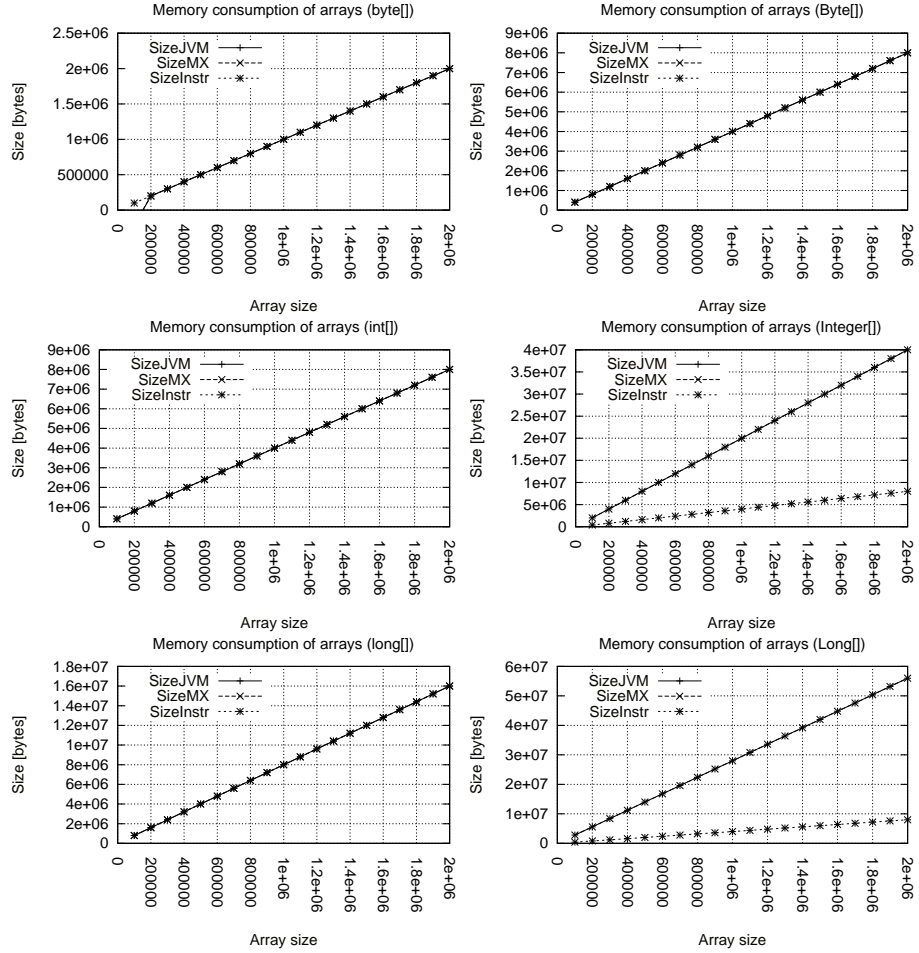 Memory consumption of arrays (byte[])
2.5e+06
2e+06
1.5e+06
1e+06
500000
0
Size [bytes]
SizeJVM
SizeMX
SizeInstr
0
200000
400000
600000
800000
1e+06
1.2e+06
1.4e+06
1.6e+06
1.8e+06
2e+06
Array size
Memory consumption of arrays (Byte[])
9e+06
8e+06
7e+06
6e+06
5e+06
4e+06
3e+06
2e+06
1e+06
0
Size [bytes]
SizeJVM
SizeMX
SizeInstr
0
200000
400000
600000
800000
1e+06
1.2e+06
1.4e+06
1.6e+06
1.8e+06
2e+06
Array size
Memory consumption of arrays (int[])
9e+06
8e+06
7e+06
6e+06
5e+06
4e+06
3e+06
2e+06
1e+06
0
Size [bytes]
SizeJVM
SizeMX
SizeInstr
0
200000
400000
600000
800000
1e+06
1.2e+06
1.4e+06
1.6e+06
1.8e+06
2e+06
Array size
Memory consumption of arrays (Integer[])
4e+07
3.5e+07
3e+07
2.5e+07
2e+07
1.5e+07
1e+07
5e+06
0
Size [bytes]
SizeJVM
SizeMX
SizeInstr
0
200000
400000
600000
800000
1e+06
1.2e+06
1.4e+06
1.6e+06
1.8e+06
2e+06
Array size
Memory consumption of arrays (long[])
1.8e+07
1.6e+07
1.4e+07
1.2e+07
1e+07
8e+06
6e+06
4e+06
2e+06
0
Size [bytes]
SizeJVM
SizeMX
SizeInstr
0
200000
400000
600000
800000
1e+06
1.2e+06
1.4e+06
1.6e+06
1.8e+06
2e+06
Array size
Memory consumption of arrays (Long[])
6e+07
5e+07
4e+07
3e+07
2e+07
1e+07
0
Size [bytes]
SizeJVM
SizeMX
SizeInstr
0
200000
400000
600000
800000
1e+06
1.2e+06
1.4e+06
1.6e+06
1.8e+06
2e+06
Array size